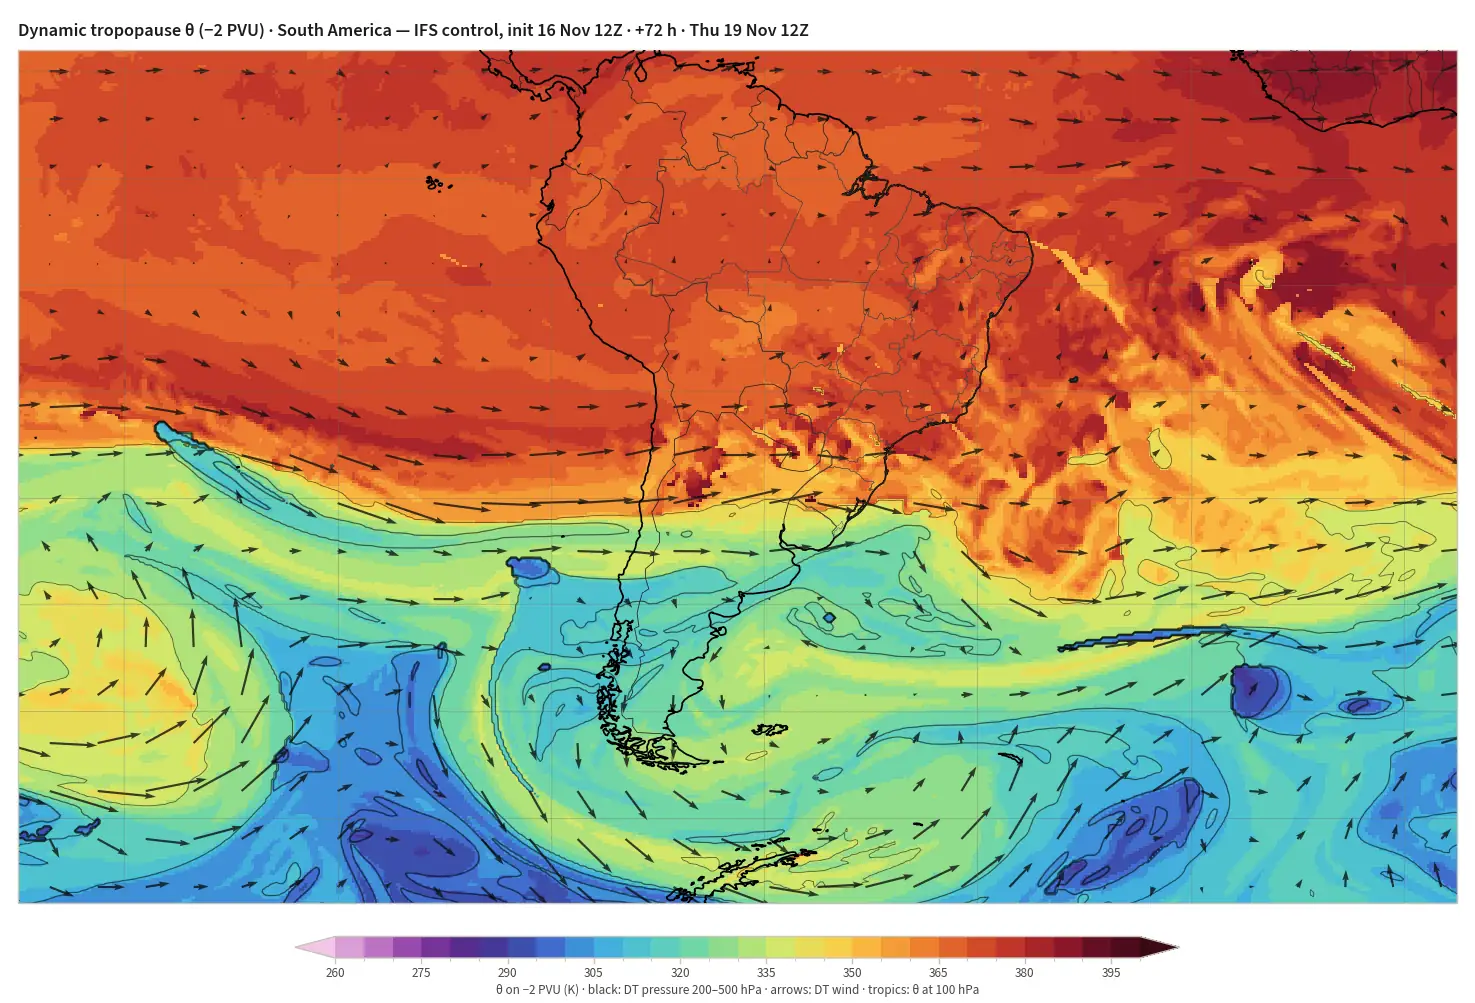 Dynamic tropopause θ (−2 PVU) · South America — IFS control, init 16 Nov 12Z · +72 h · Thu 19 Nov 12Z
260 275 290 305 320 335 350 365 380 395
θ on −2 PVU (K) · black: DT pressure 200–500 hPa · arrows: DT wind · tropics: θ at 100 hPa